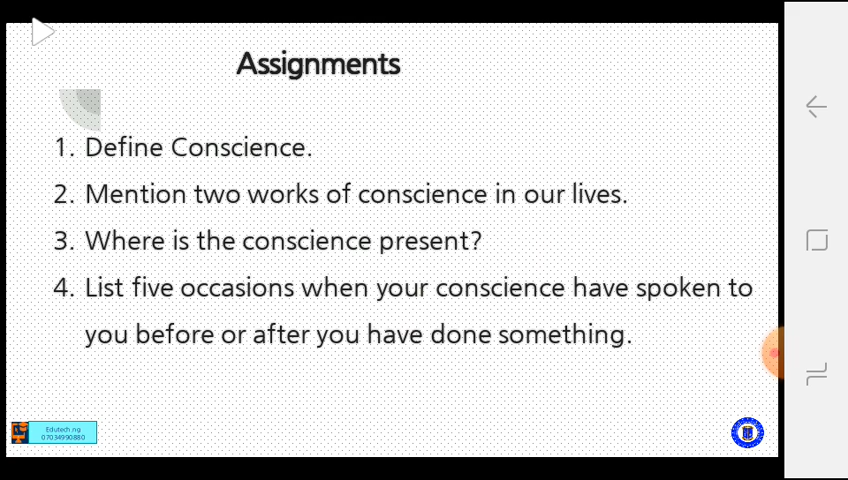 Assignments
1. Define Conscience.
2. Mention two works of conscience in our lives.
3. Where is the conscience present?
4. List five occasions when your conscience have spoken to
you before or after you have done something.
Edutech.ng
07034990880